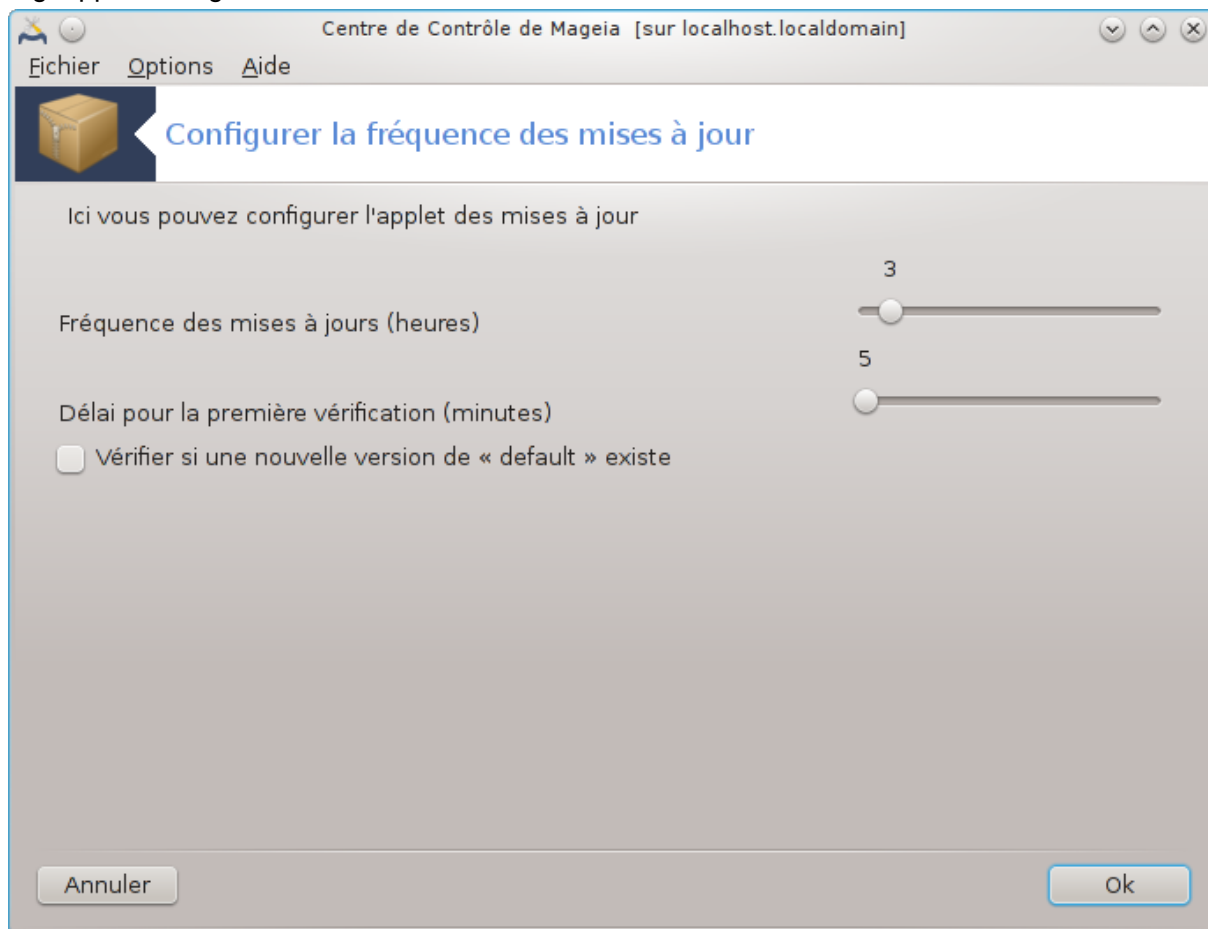 Centre de Contrôle de Mageia [sur localhost.localdomain]
Fichier Options Aide
Configurer la fréquence des mises à jour
Ici vous pouvez configurer l'applet des mises à jour
3
Fréquence des mises à jours (heures)
5
Délai pour la première vérification (minutes)
Vérifier si une nouvelle version de « default » existe
Annuler Ok